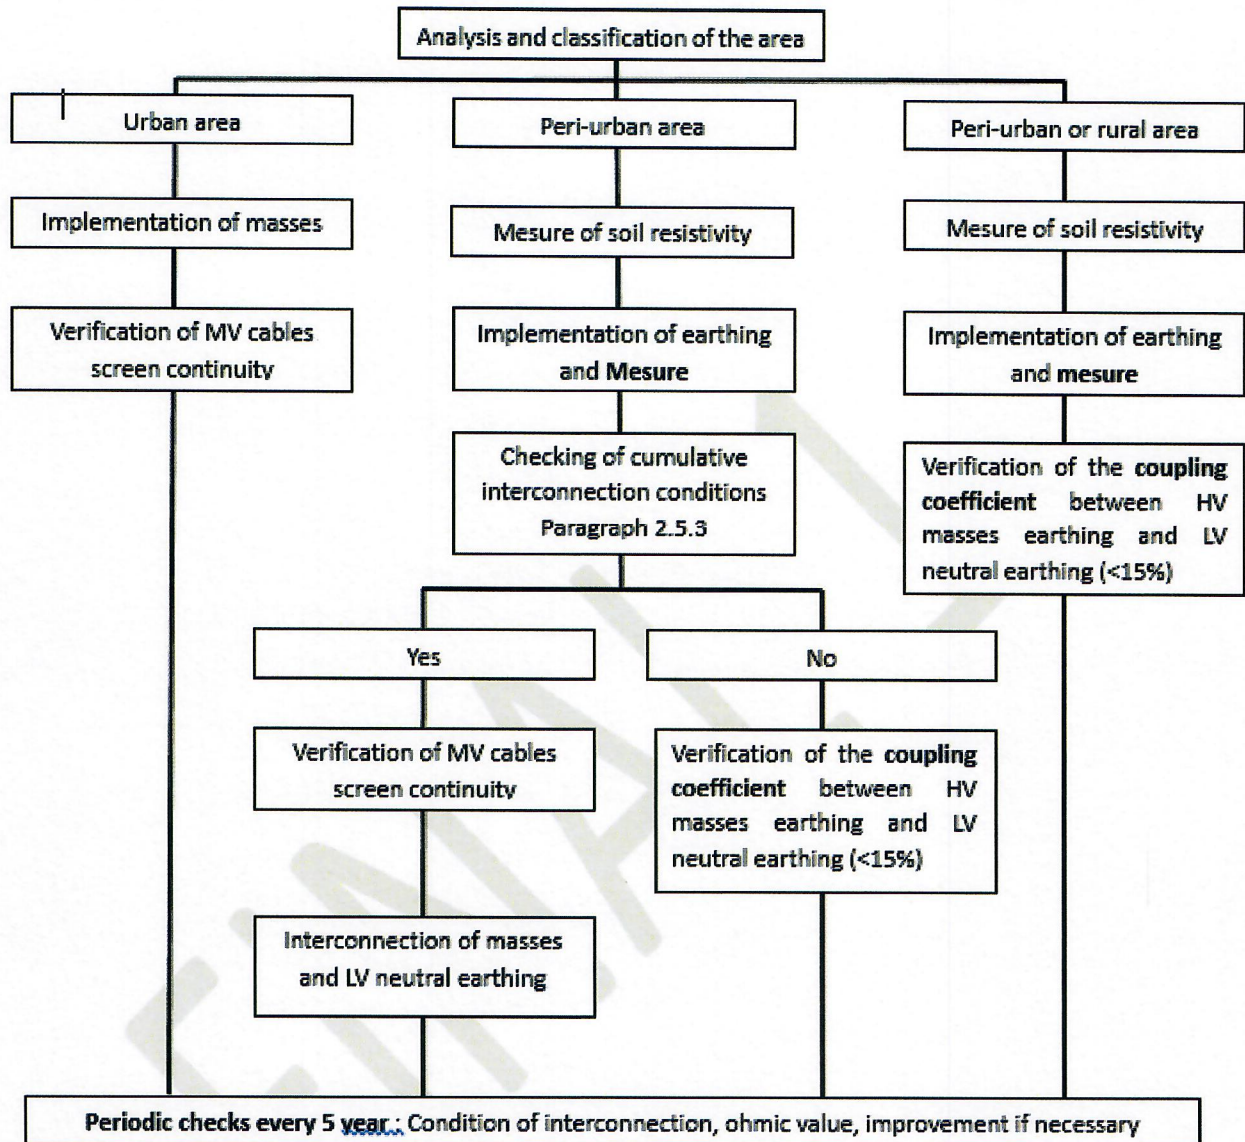 Analysis and classification of the area
Urban area
Peri-urban area
Peri-urban or rural area
Implementation of masses
Mesure of soil resistivity
Mesure of soil resistivity
Verification of MV cables
screen continuity
Implementation of earthing
and Mesure
Implementation of earthing
and mesure
Checking of cumulative
interconnection conditions
Paragraph 2.5.3
Verification of the coupling
coefficient between HV
masses earthing and LV
neutral earthing (<15%)
Yes
No
Verification of MV cables
screen continuity
Verification of the coupling
coefficient between HV
masses earthing and LV
neutral earthing (<15%)
Interconnection of masses
and LV neutral earthing
Periodic checks every 5 year : Condition of interconnection, ohmic value, improvement if necessary